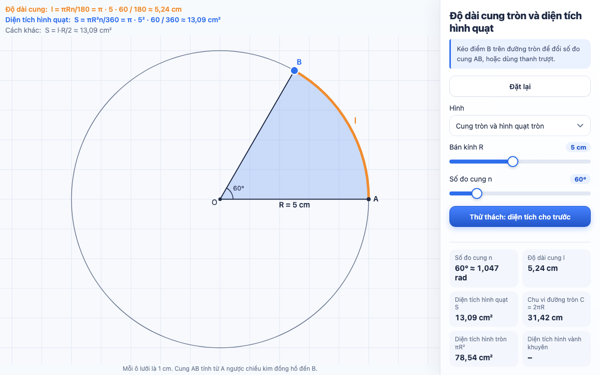 Độ dài cung: l = πRn/180 = π · 5 · 60 / 180 ≈ 5,24 cm
Diện tích hình quạt: S = πR²n/360 = π · 5² · 60 / 360 ≈ 13,09 cm²
Cách khác: S = l·R/2 = 13,09 cm²
B
l
60°
O
A
R = 5 cm
Mỗi ô lưới là 1 cm. Cung AB tính từ A ngược chiều kim đồng hồ đến B.
Độ dài cung tròn và diện tích
hình quạt
Kéo điểm B trên đường tròn để đổi số đo
cung AB, hoặc dùng thanh trượt.
Đặt lại
Hình
Cung tròn và hình quạt tròn
Bán kính R
5 cm
Số đo cung n
60°
Thử thách: diện tích cho trước
Số đo cung n
60° ≈ 1,047
rad
Độ dài cung l
5,24 cm
Diện tích hình quạt
S
13,09 cm²
Chu vi đường tròn C
= 2πR
31,42 cm
Diện tích hình tròn
πR²
78,54 cm²
Diện tích hình vành
khuyên
–